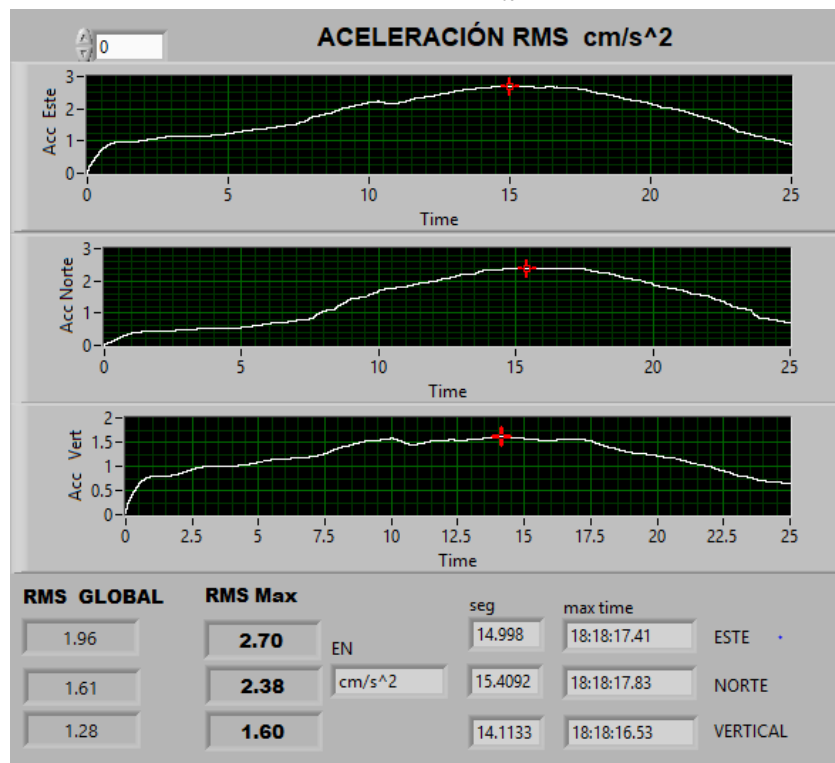 0
ACELERACIÓN RMS cm/s^2
Acc Este
3
2
1
0
0 5 10 15 20 25
Time
Acc Norte
3
2
1
0
0 5 10 15 20 25
Time
Acc Vert
2
1.5
1
0.5
0
0 2.5 5 7.5 10 12.5 15 17.5 20 22.5 25
Time
RMS GLOBAL RMS Max seg max time
1.96 2.70 EN 14.998 18:18:17.41 ESTE
1.61 2.38 cm/s^2 15.4092 18:18:17.83 NORTE
1.28 1.60 14.1133 18:18:16.53 VERTICAL